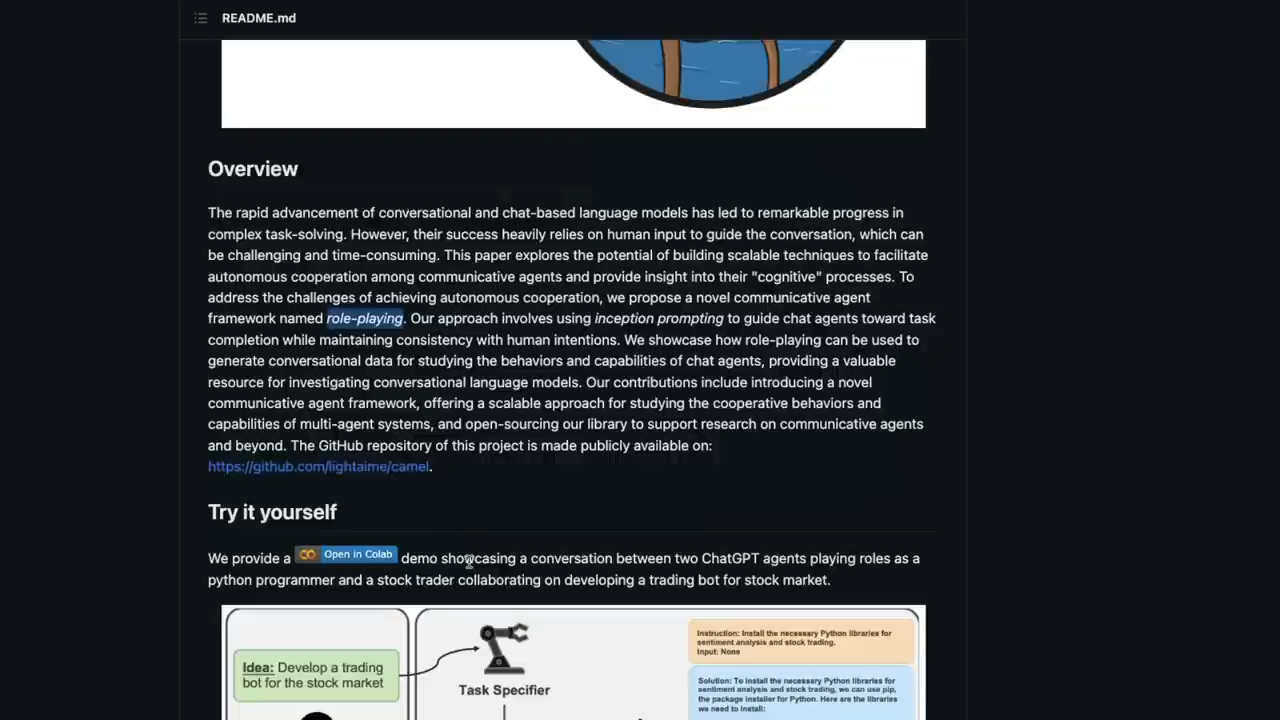 README.md
Overview
The rapid advancement of conversational and chat-based language models has led to remarkable progress in
complex task-solving. However, their success heavily relies on human input to guide the conversation, which can
be challenging and time-consuming. This paper explores the potential of building scalable techniques to facilitate
autonomous cooperation among communicative agents and provide insight into their "cognitive" processes. To
address the challenges of achieving autonomous cooperation, we propose a novel communicative agent
framework named role-playing. Our approach involves using inception prompting to guide chat agents toward task
completion while maintaining consistency with human intentions. We showcase how role-playing can be used to
generate conversational data for studying the behaviors and capabilities of chat agents, providing a valuable
resource for investigating conversational language models. Our contributions include introducing a novel
communicative agent framework, offering a scalable approach for studying the cooperative behaviors and
capabilities of multi-agent systems, and open-sourcing our library to support research on communicative agents
and beyond. The GitHub repository of this project is made publicly available on:
https://github.com/lightaime/camel.
Try it yourself
We provide a Open in Colab demo showcasing a conversation between two ChatGPT agents playing roles as a
python programmer and a stock trader collaborating on developing a trading bot for stock market.
Idea: Develop a trading
bot for the stock market
Task Specifier
Instruction: Install the necessary Python libraries for
sentiment analysis and stock trading.
Input: None
Solution: To install the necessary Python libraries for
sentiment analysis and stock trading, we can use pip,
the package installer for Python. Here are the libraries
we need to install: